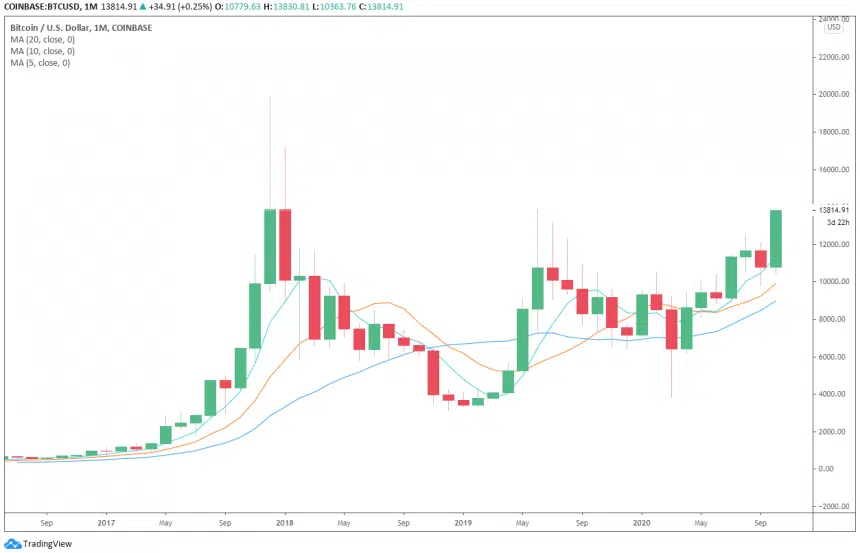 COINBASE:BTCUSD, 1M 13814.91 ▲ +34.91 (+0.25%) O:10779.63 H:13830.81 L:10363.76 C:13814.91
Bitcoin / U.S. Dollar, 1M, COINBASE
MA (20, close, 0)
MA (10, close, 0)
MA (5, close, 0)
24000.00
USD
22000.00
20000.00
18000.00
16000.00
13814.91
3d 22h
12000.00
10000.00
8000.00
6000.00
4000.00
2000.00
0.00
−2000.00
Sep 2017 May Sep 2018 May Sep 2019 May Sep 2020 May Sep
TradingView